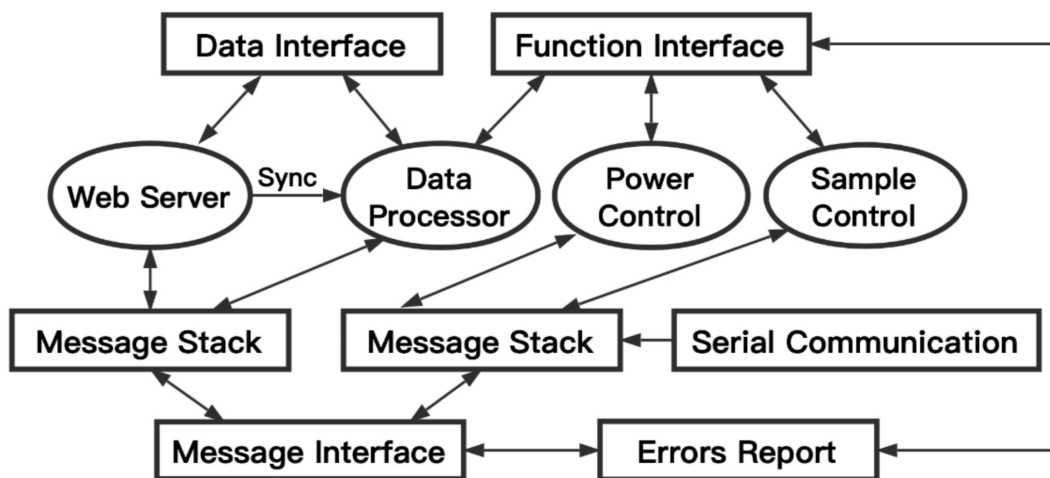 Data Interface
Function Interface
Web Server
Sync
Data
Processor
Power
Control
Sample
Control
Message Stack
Message Stack
Serial Communication
Message Interface
Errors Report